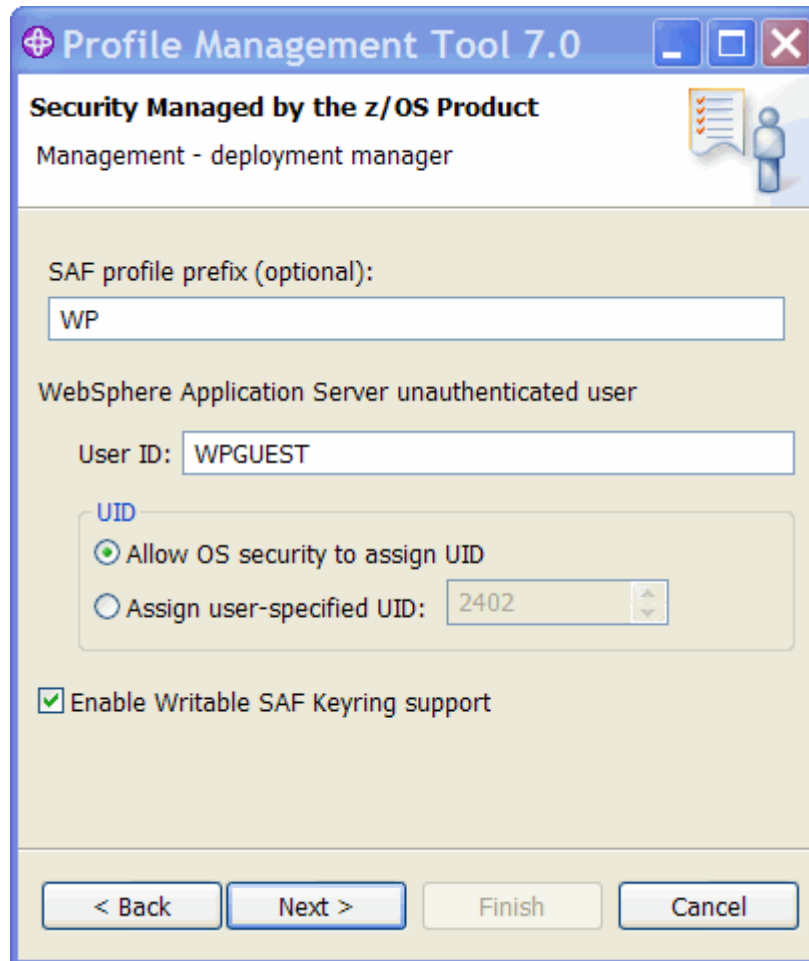 Profile Management Tool 7.0
Security Managed by the z/OS Product
Management - deployment manager
SAF profile prefix (optional):
WP
WebSphere Application Server unauthenticated user
User ID: WPGUEST
UID
Allow OS security to assign UID
Assign user-specified UID: 2402
Enable Writable SAF Keyring support
< Back Next > Finish Cancel